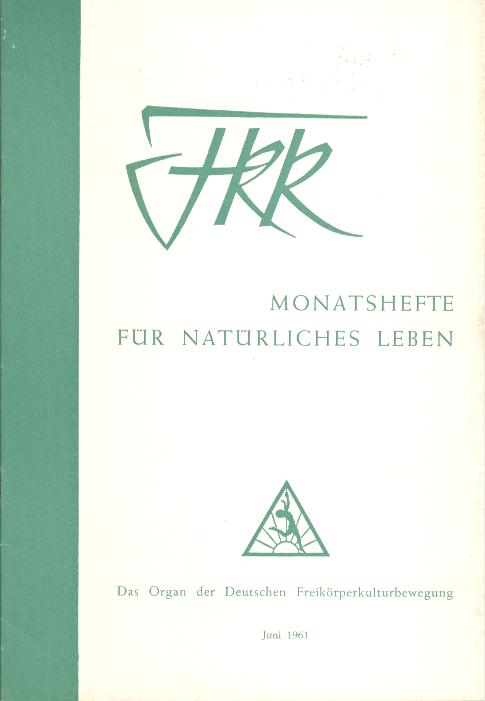 FKK
MONATSHEFTE
FÜR NATÜRLICHES LEBEN
Das Organ der Deutschen Freikörperkulturbewegung
Juni 1961